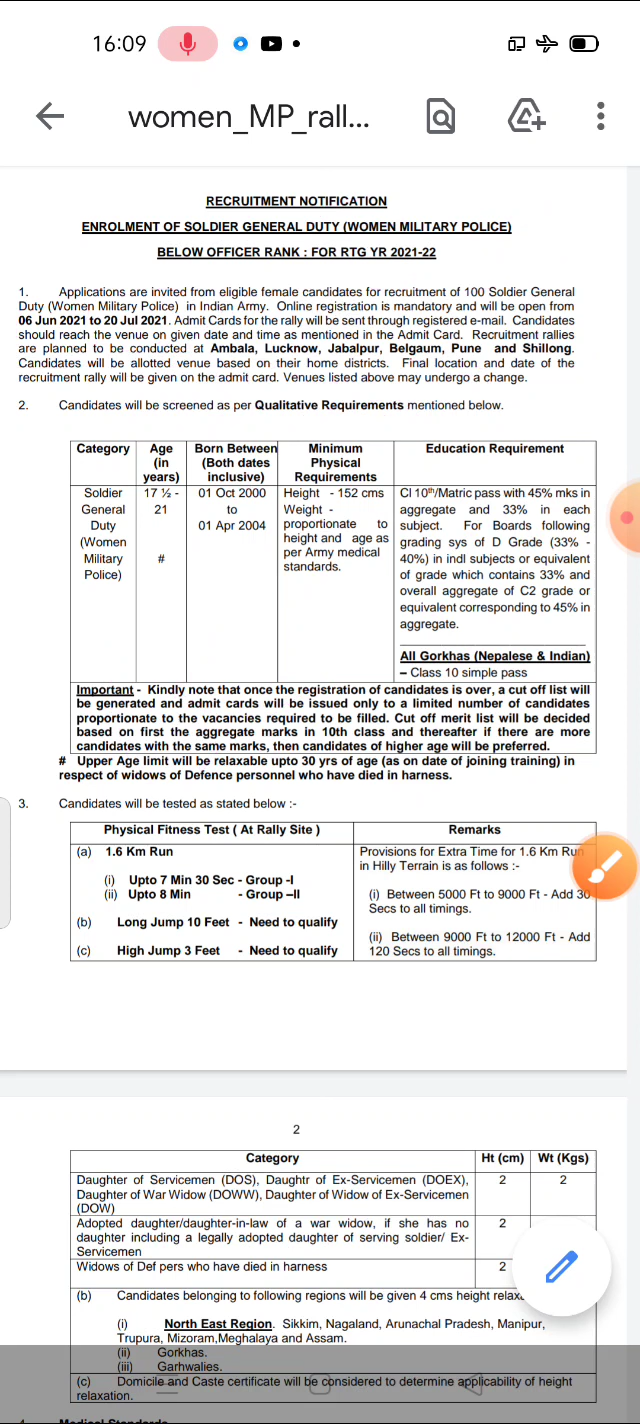 16:09
women_MP_rall...
RECRUITMENT NOTIFICATION
ENROLMENT OF SOLDIER GENERAL DUTY (WOMEN MILITARY POLICE)
BELOW OFFICER RANK : FOR RTG YR 2021-22
1. Applications are invited from eligible female candidates for recruitment of 100 Soldier General
Duty (Women Military Police) in Indian Army. Online registration is mandatory and will be open from
06 Jun 2021 to 20 Jul 2021. Admit Cards for the rally will be sent through registered e-mail. Candidates
should reach the venue on given date and time as mentioned in the Admit Card. Recruitment rallies
are planned to be conducted at Ambala, Lucknow, Jabalpur, Belgaum, Pune and Shillong.
Candidates will be allotted venue based on their home districts. Final location and date of the
recruitment rally will be given on the admit card. Venues listed above may undergo a change.
2. Candidates will be screened as per Qualitative Requirements mentioned below.
Category
Age
(in
years)
Born Between
(Both dates
inclusive)
Minimum
Physical
Requirements
Education Requirement
Soldier
General
Duty
(Women
Military
Police)
17 ½ -
21
#
01 Oct 2000
to
01 Apr 2004
Height - 152 cms
Weight -
proportionate to
height and age as
per Army medical
standards.
Cl 10th/Matric pass with 45% mks in
aggregate and 33% in each
subject. For Boards following
grading sys of D Grade (33% -
40%) in indl subjects or equivalent
of grade which contains 33% and
overall aggregate of C2 grade or
equivalent corresponding to 45% in
aggregate.
All Gorkhas (Nepalese & Indian)
– Class 10 simple pass
Important - Kindly note that once the registration of candidates is over, a cut off list will
be generated and admit cards will be issued only to a limited number of candidates
proportionate to the vacancies required to be filled. Cut off merit list will be decided
based on first the aggregate marks in 10th class and thereafter if there are more
candidates with the same marks, then candidates of higher age will be preferred.
# Upper Age limit will be relaxable upto 30 yrs of age (as on date of joining training) in
respect of widows of Defence personnel who have died in harness.
3. Candidates will be tested as stated below :-
Physical Fitness Test ( At Rally Site )
Remarks
(a) 1.6 Km Run
(i) Upto 7 Min 30 Sec - Group -I
(ii) Upto 8 Min - Group –II
(b) Long Jump 10 Feet - Need to qualify
(c) High Jump 3 Feet - Need to qualify
Provisions for Extra Time for 1.6 Km Run
in Hilly Terrain is as follows :-
(i) Between 5000 Ft to 9000 Ft - Add 30
Secs to all timings.
(ii) Between 9000 Ft to 12000 Ft - Add
120 Secs to all timings.
2
Category Ht (cm) Wt (Kgs)
Daughter of Servicemen (DOS), Daughtr of Ex-Servicemen (DOEX), 2 2
Daughter of War Widow (DOWW), Daughter of Widow of Ex-Servicemen
(DOW)
Adopted daughter/daughter-in-law of a war widow, if she has no 2
daughter including a legally adopted daughter of serving soldier/ Ex-
Servicemen
Widows of Def pers who have died in harness 2
(b) Candidates belonging to following regions will be given 4 cms height
(i) North East Region. Sikkim, Nagaland, Arunachal Pradesh, Manipur,
Trupura, Mizoram,Meghalaya and Assam.
(ii) Gorkhas.
(iii) Garhwalies.
(c) Domicile and Caste certificate will be considered to determine applicability of height
relaxation.